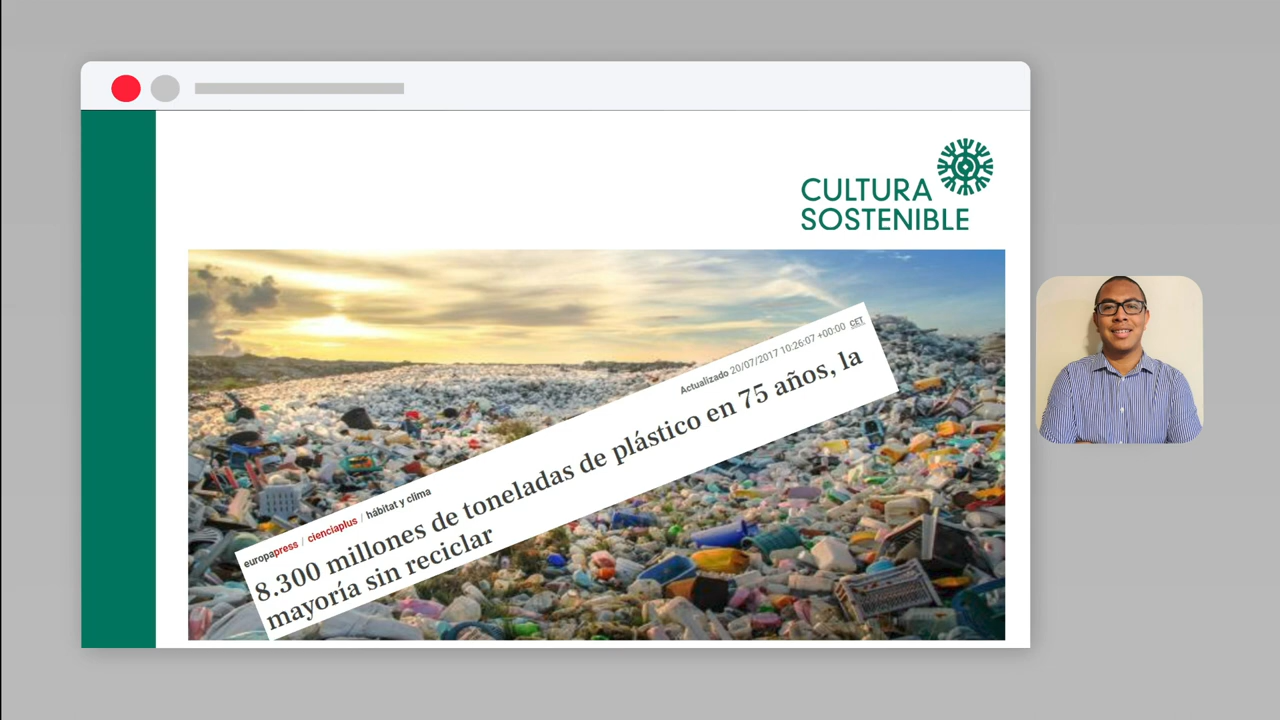 CULTURA
SOSTENIBLE
Actualizado 20/07/2017 10:26:07 +00:00 CET
europapress / cienciaplus / hábitat y clima
8.300 millones de toneladas de plástico en 75 años, la
mayoría sin reciclar